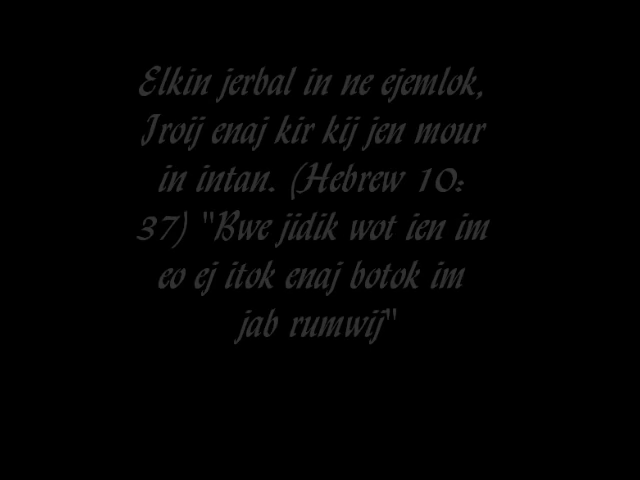 Elkin jerbal in ne ejemlok,
Iroij enaj kir kij jen mour
in intan. (Hebrew 10:
37) "Bwe jidik wot ien im
eo ej itok enaj botok im
jab rumwij"